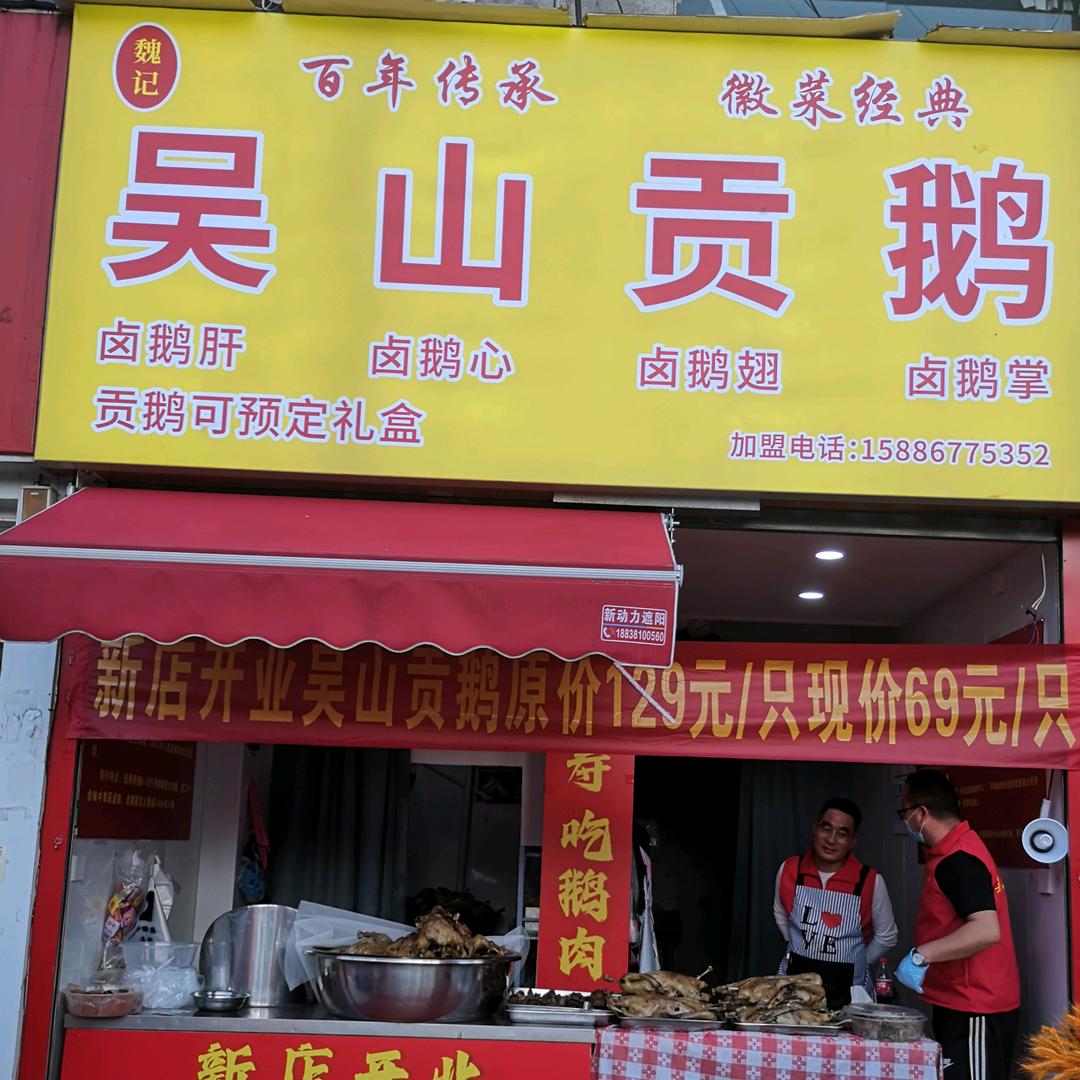 魏记
百年传承
徽菜经典
吴山贡鹅
卤鹅肝
卤鹅心
卤鹅翅
卤鹅掌
贡鹅可预定礼盒
加盟电话:15886775352
新动力遮阳
18838100560
新店开业吴山贡鹅原价129元/只现价69元/只
寿吃鹅肉
LOVE
新店开业